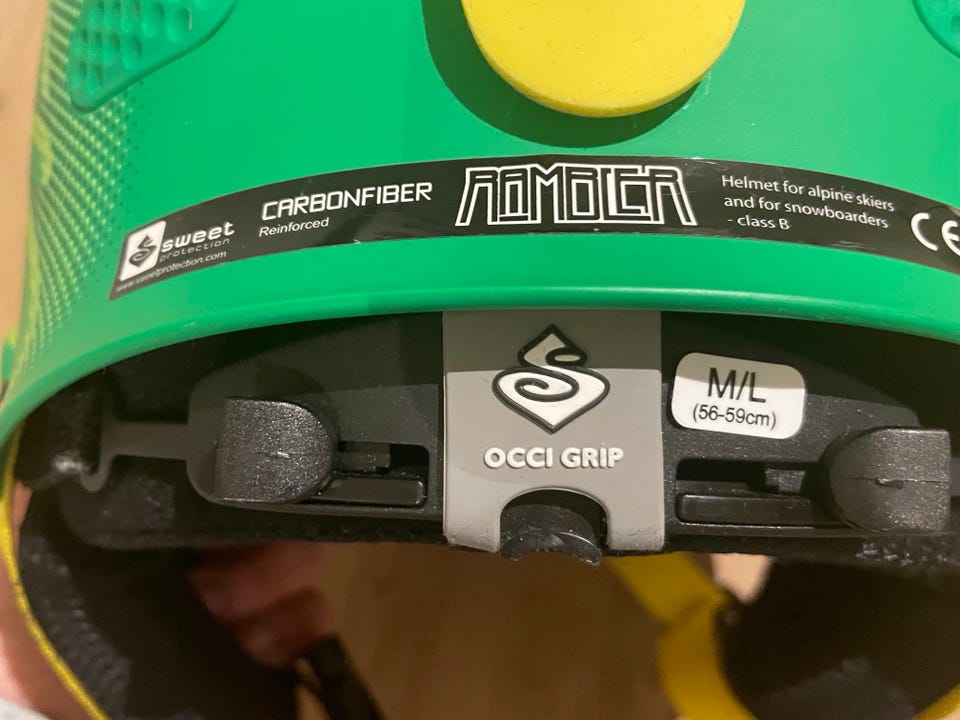 sweet
protection
www.sweetprotection.com
CARBONFIBER
Reinforced
RAMBLER
Helmet for alpine skiers
and for snowboarders
- class B
CE
OCCI GRIP
M/L
(56-59cm)